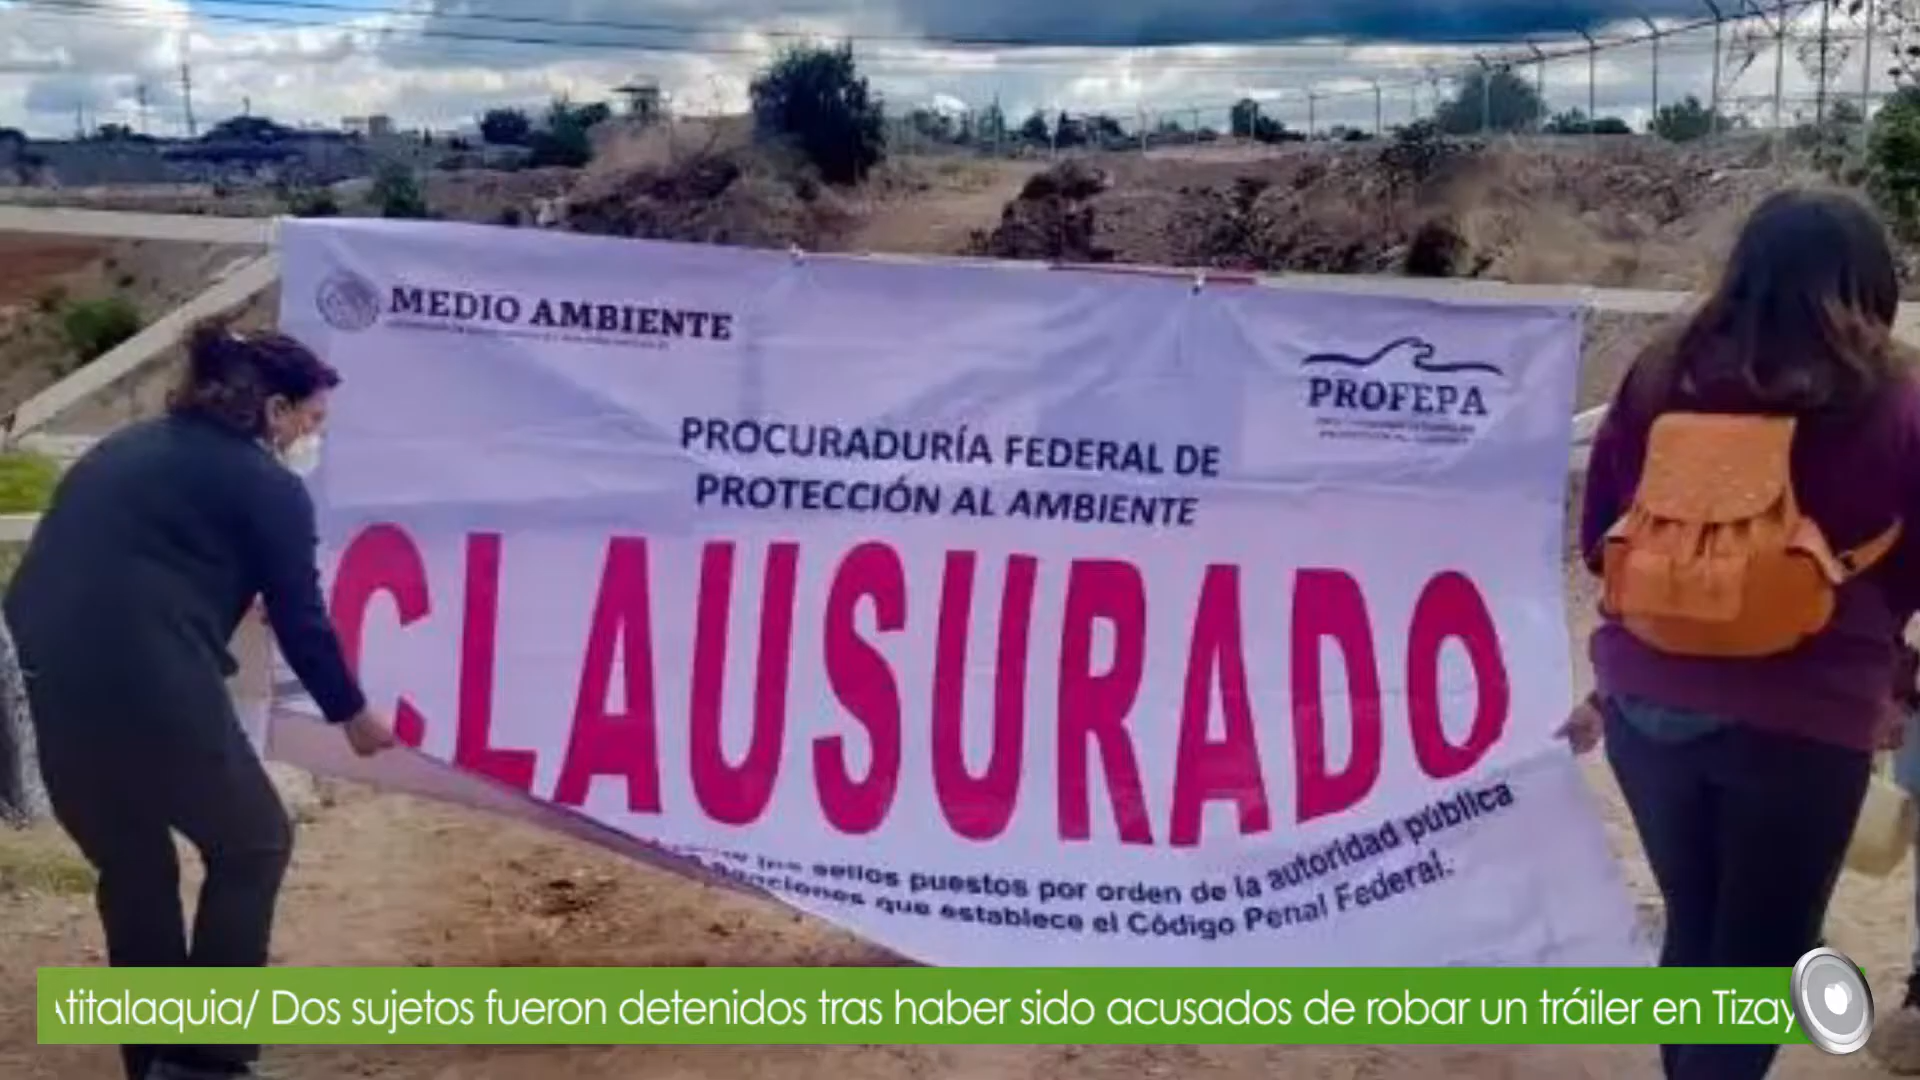 MEDIO AMBIENTE
PROFEPA
PROCURADURÍA FEDERAL DE
PROTECCIÓN AL AMBIENTE
CLAUSURADO
los sellos puestos por orden de la autoridad pública
que establece el Código Penal Federal.
titalaquia/ Dos sujetos fueron detenidos tras haber sido acusados de robar un tráiler en Tizay